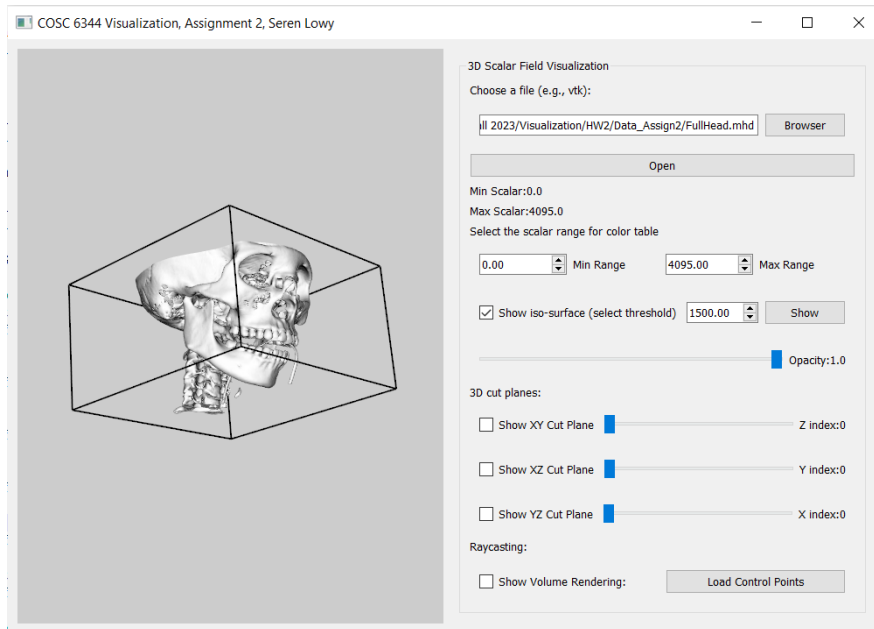 COSC 6344 Visualization, Assignment 2, Seren Lowy
3D Scalar Field Visualization
Choose a file (e.g., vtk):
ll 2023/Visualization/HW2/Data_Assign2/FullHead.mhd Browser
Open
Min Scalar:0.0
Max Scalar:4095.0
Select the scalar range for color table
0.00 Min Range 4095.00 Max Range
Show iso-surface (select threshold) 1500.00 Show
Opacity:1.0
3D cut planes:
Show XY Cut Plane Z index:0
Show XZ Cut Plane Y index:0
Show YZ Cut Plane X index:0
Raycasting:
Show Volume Rendering: Load Control Points